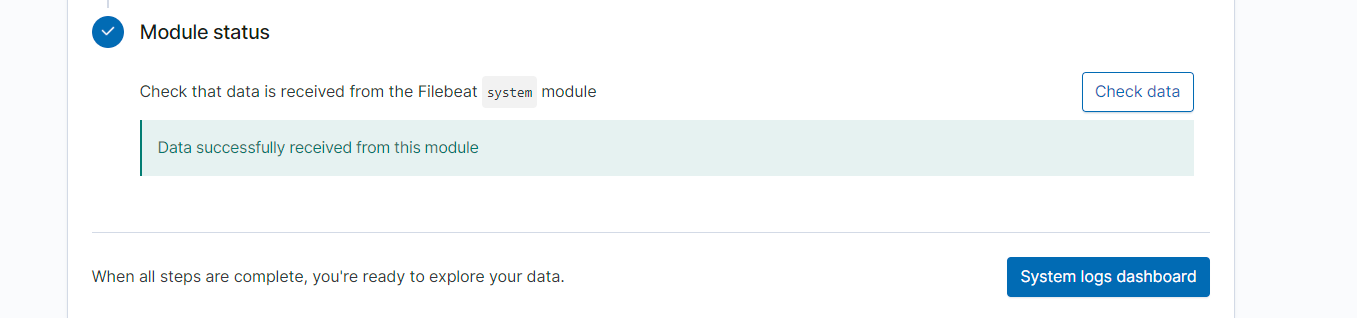 Module status
Check that data is received from the Filebeat system module
Check data
Data successfully received from this module
When all steps are complete, you're ready to explore your data.
System logs dashboard